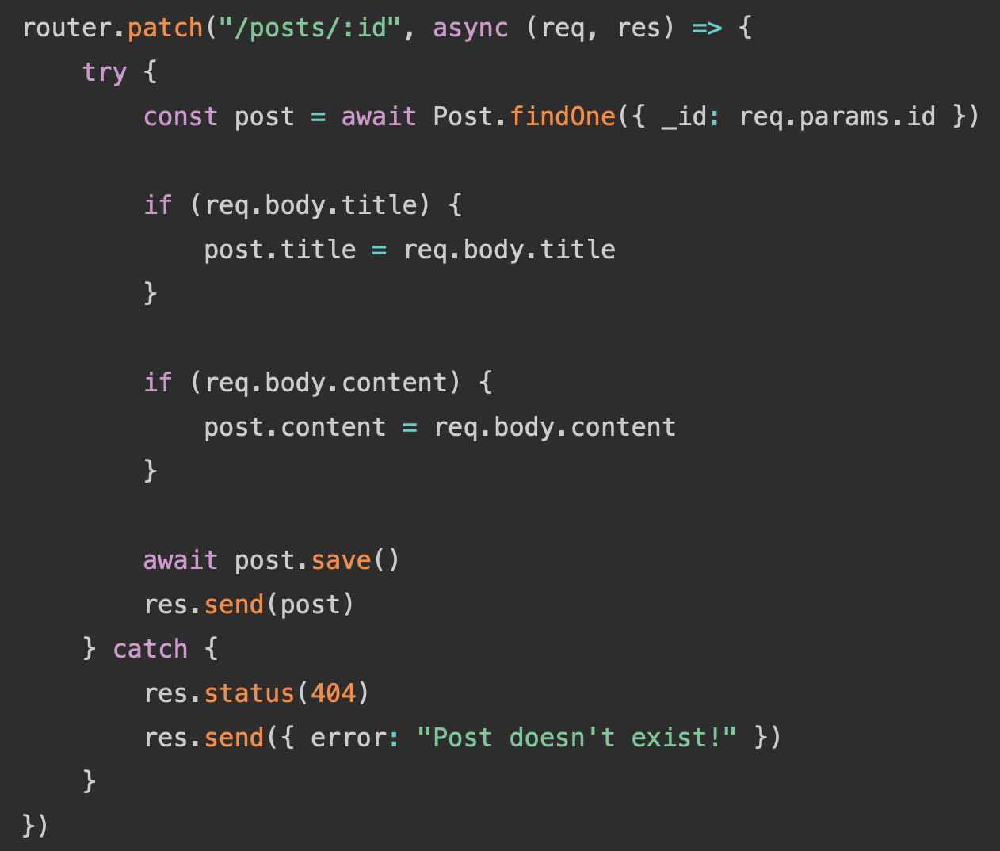 router.patch("/posts/:id", async (req, res) => {
    try {
        const post = await Post.findOne({ _id: req.params.id })

        if (req.body.title) {
            post.title = req.body.title
        }

        if (req.body.content) {
            post.content = req.body.content
        }

        await post.save()
        res.send(post)
    } catch {
        res.status(404)
        res.send({ error: "Post doesn't exist!" })
    }
})